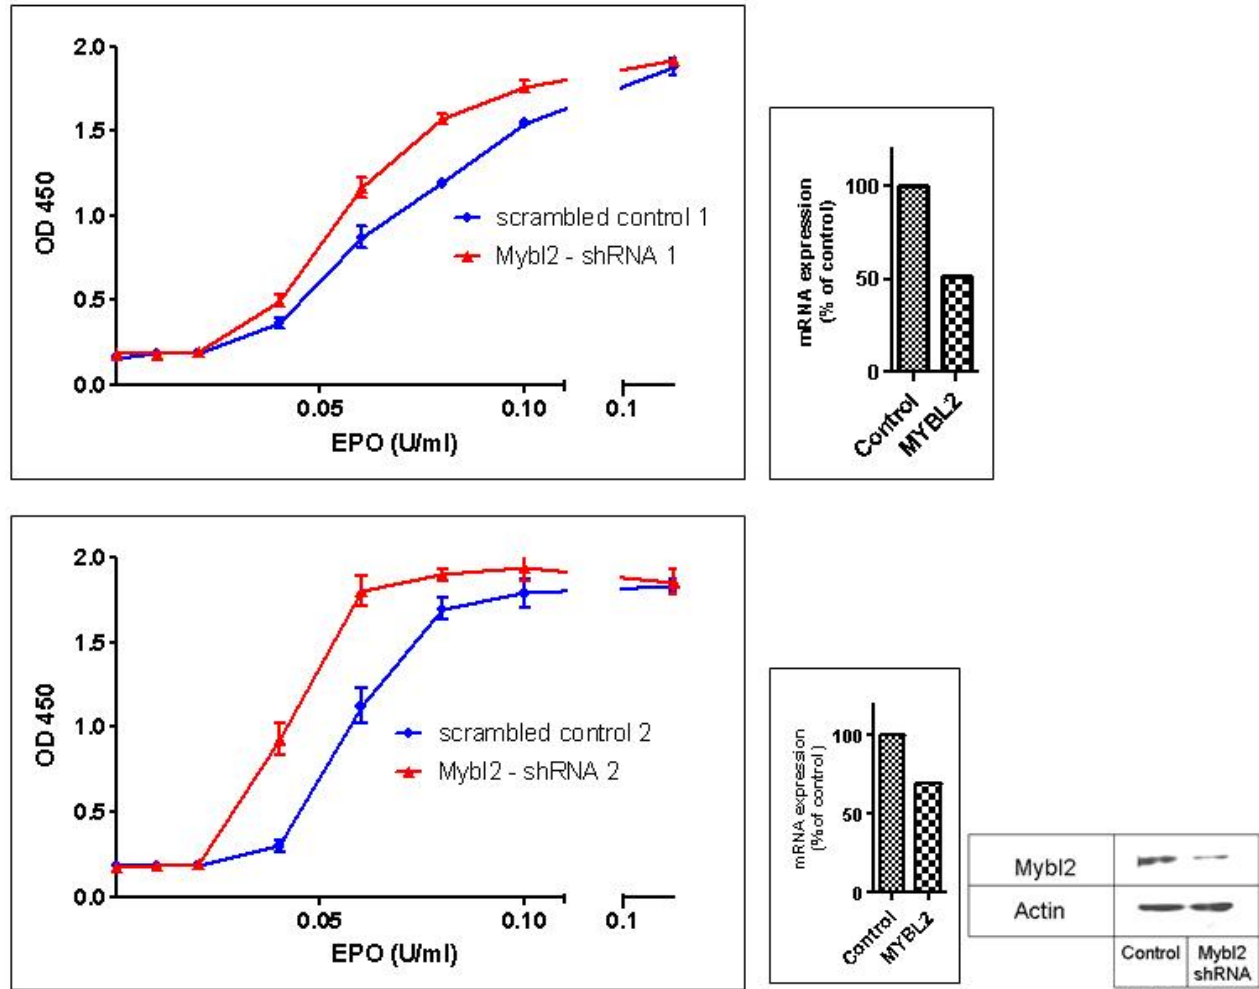 2.0
1.5
1.0
0.5
0.0
OD 450
scrambled control 1
Mybl2 - shRNA 1
0.05
0.10
0.1
EPO (U/ml)
mRNA expression
(% of control)
100
50
0
Control
MYBL2
2.0
1.5
1.0
0.5
0.0
OD 450
scrambled control 2
Mybl2 - shRNA 2
0.05
0.10
0.1
EPO (U/ml)
mRNA expression
(% of control)
100
50
0
Control
MYBL2
Mybl2
Actin
Control
Mybl2
shRNA